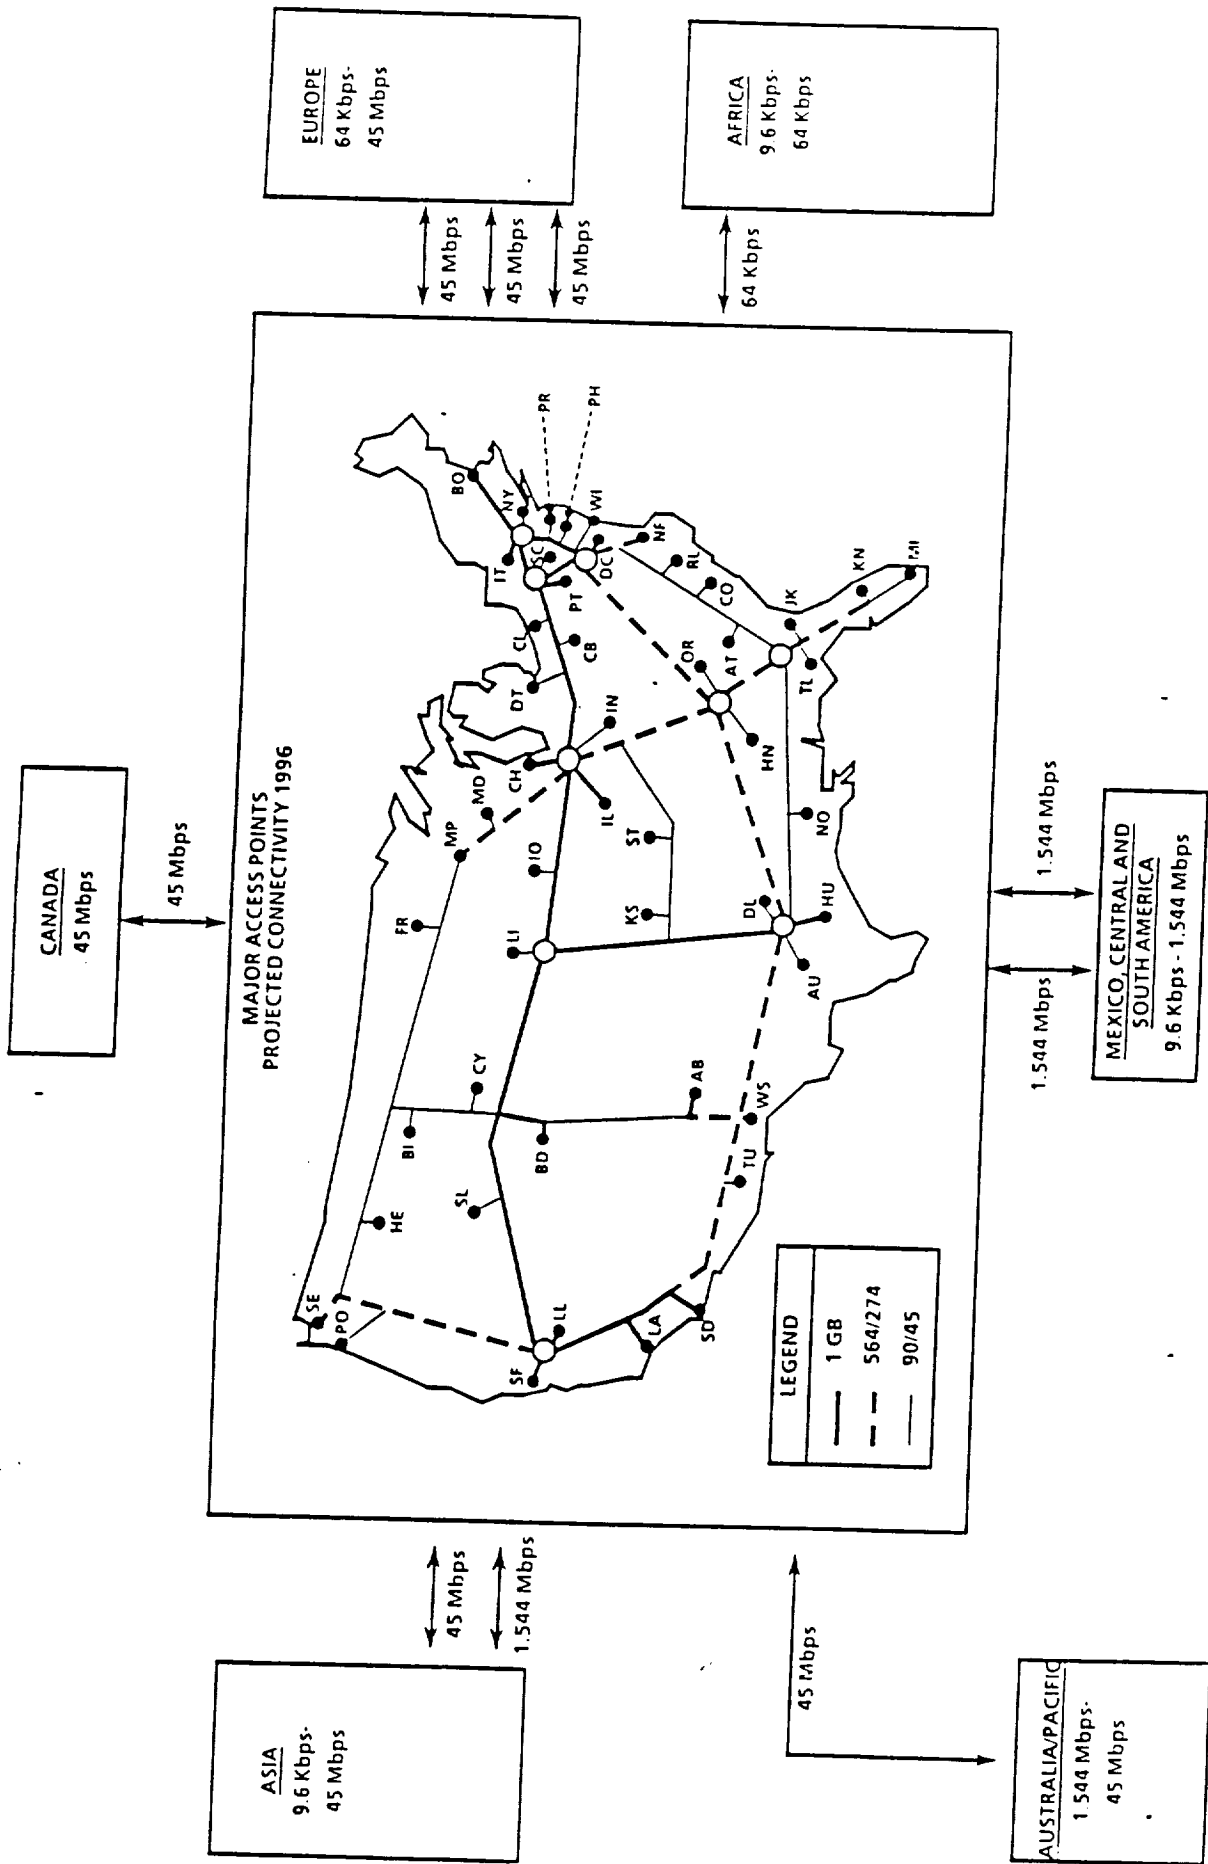 CANADA
45 Mbps
45 Mbps
MAJOR ACCESS POINTS
PROJECTED CONNECTIVITY 1996
ASIA
9.6 Kbps-
45 Mbps
45 Mbps
1.544 Mbps
EUROPE
64 Kbps-
45 Mbps
45 Mbps
45 Mbps
45 Mbps
AFRICA
9.6 Kbps-
64 Kbps
64 Kbps
AUSTRALIA/PACIFIC
1.544 Mbps-
45 Mbps
45 Mbps
MEXICO, CENTRAL AND
SOUTH AMERICA
9.6 Kbps - 1.544 Mbps
1.544 Mbps
1.544 Mbps
SE
PO
HE
BI
CY
FR
MP
MD
SL
BD
LI
IO
CH
IL
IN
DT
CL
CB
PT
SC
IT
NY
BO
PR
PH
WI
DC
NF
RL
CO
AT
OR
HN
JK
TL
KN
MI
SF
LL
LA
SD
TU
WS
AB
KS
ST
DL
AU
HU
NO
LEGEND
1 GB
564/274
90/45